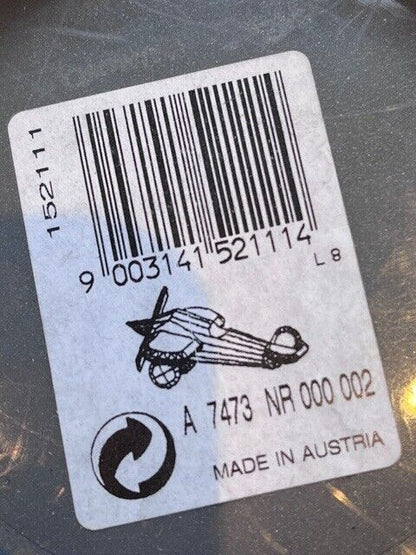 152111
9 003141 521114
L 8
A 7473 NR 000 002
MADE IN AUSTRIA